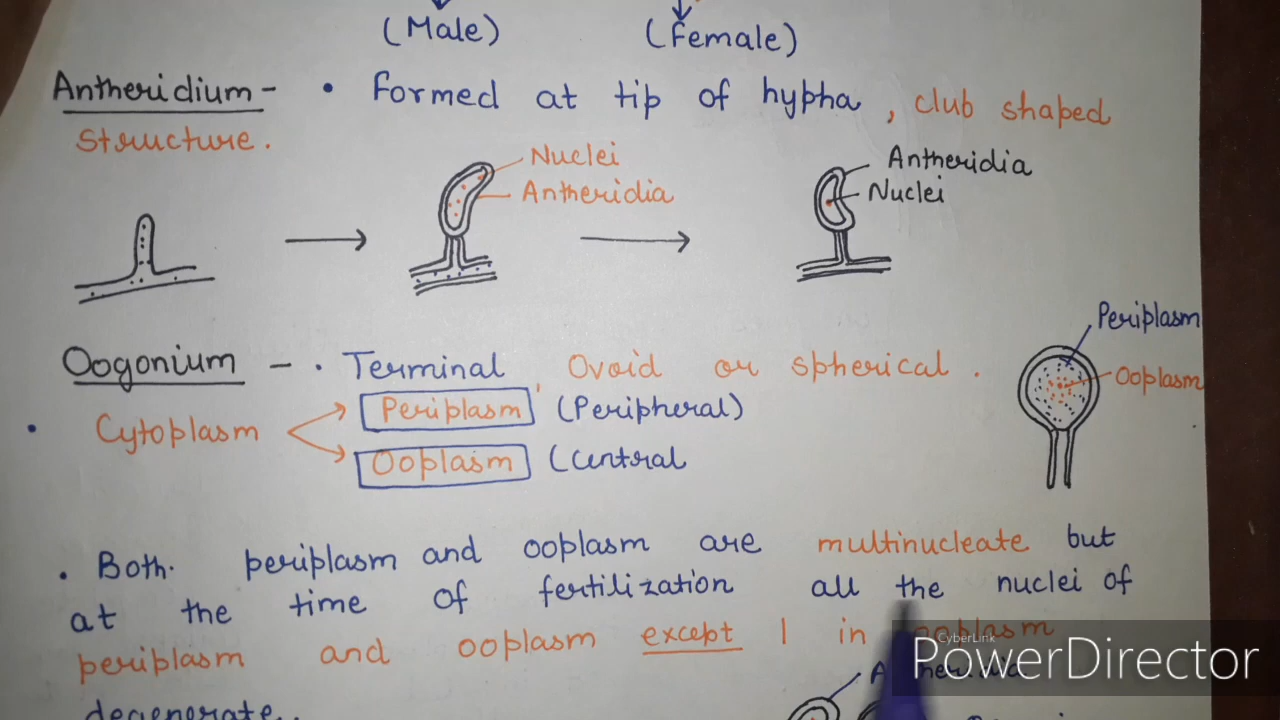 (Male) (Female)
Antheridium - • Formed at tip of hypha, club shaped
structure.
Nuclei
Antheridia
Antheridia
Nuclei
Periplasm
Ooplasm
Oogonium - • Terminal, Ovoid or spherical.
• Cytoplasm
Periplasm (Peripheral)
Ooplasm (Central
• Both periplasm and ooplasm are multinucleate but
at the time of fertilization all the nuclei of
periplasm and ooplasm except 1 in ooplasm
degenerate.
CyberLink
PowerDirector